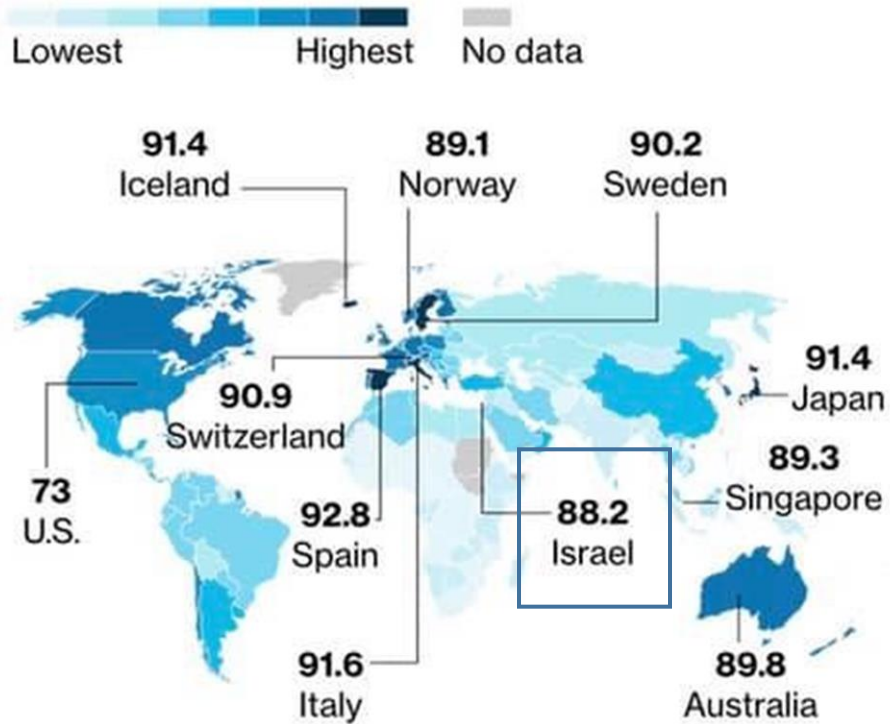 Lowest
Highest
No data
91.4
Iceland
89.1
Norway
90.2
Sweden
91.4
Japan
90.9
Switzerland
89.3
Singapore
73
U.S.
92.8
Spain
88.2
Israel
91.6
Italy
89.8
Australia